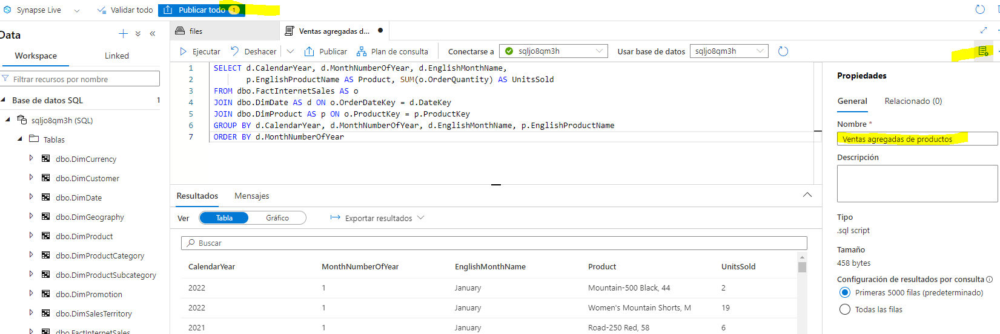 Synapse Live
Validar todo
Publicar todo 1
Data
Workspace
Linked
Filtrar recursos por nombre
Base de datos SQL 1
sqljo8qm3h (SQL)
Tablas
dbo.DimCurrency
dbo.DimCustomer
dbo.DimDate
dbo.DimGeography
dbo.DimProduct
dbo.DimProductCategory
dbo.DimProductSubcategory
dbo.DimPromotion
dbo.DimSalesTerritory
dbo.FactInternetSales
files
Ventas agregadas d...
Ejecutar
Deshacer
Publicar
Plan de consulta
Conectarse a sqljo8qm3h
Usar base de datos sqljo8qm3h
1 SELECT d.CalendarYear, d.MonthNumberOfYear, d.EnglishMonthName,
2 p.EnglishProductName AS Product, SUM(o.OrderQuantity) AS UnitsSold
3 FROM dbo.FactInternetSales AS o
4 JOIN dbo.DimDate AS d ON o.OrderDateKey = d.DateKey
5 JOIN dbo.DimProduct AS p ON o.ProductKey = p.ProductKey
6 GROUP BY d.CalendarYear, d.MonthNumberOfYear, d.EnglishMonthName, p.EnglishProductName
7 ORDER BY d.MonthNumberOfYear
Resultados
Mensajes
Ver Tabla Gráfico
Exportar resultados
Buscar
CalendarYear MonthNumberOfYear EnglishMonthName Product UnitsSold
2022 1 January Mountain-500 Black, 44 2
2022 1 January Women's Mountain Shorts, M 19
2021 1 January Road-250 Red, 58 6
Propiedades
General
Relacionado (0)
Nombre *
Ventas agregadas de productos
Descripción
Tipo
.sql script
Tamaño
458 bytes
Configuración de resultados por consulta
Primeras 5000 filas (predeterminado)
Todas las filas